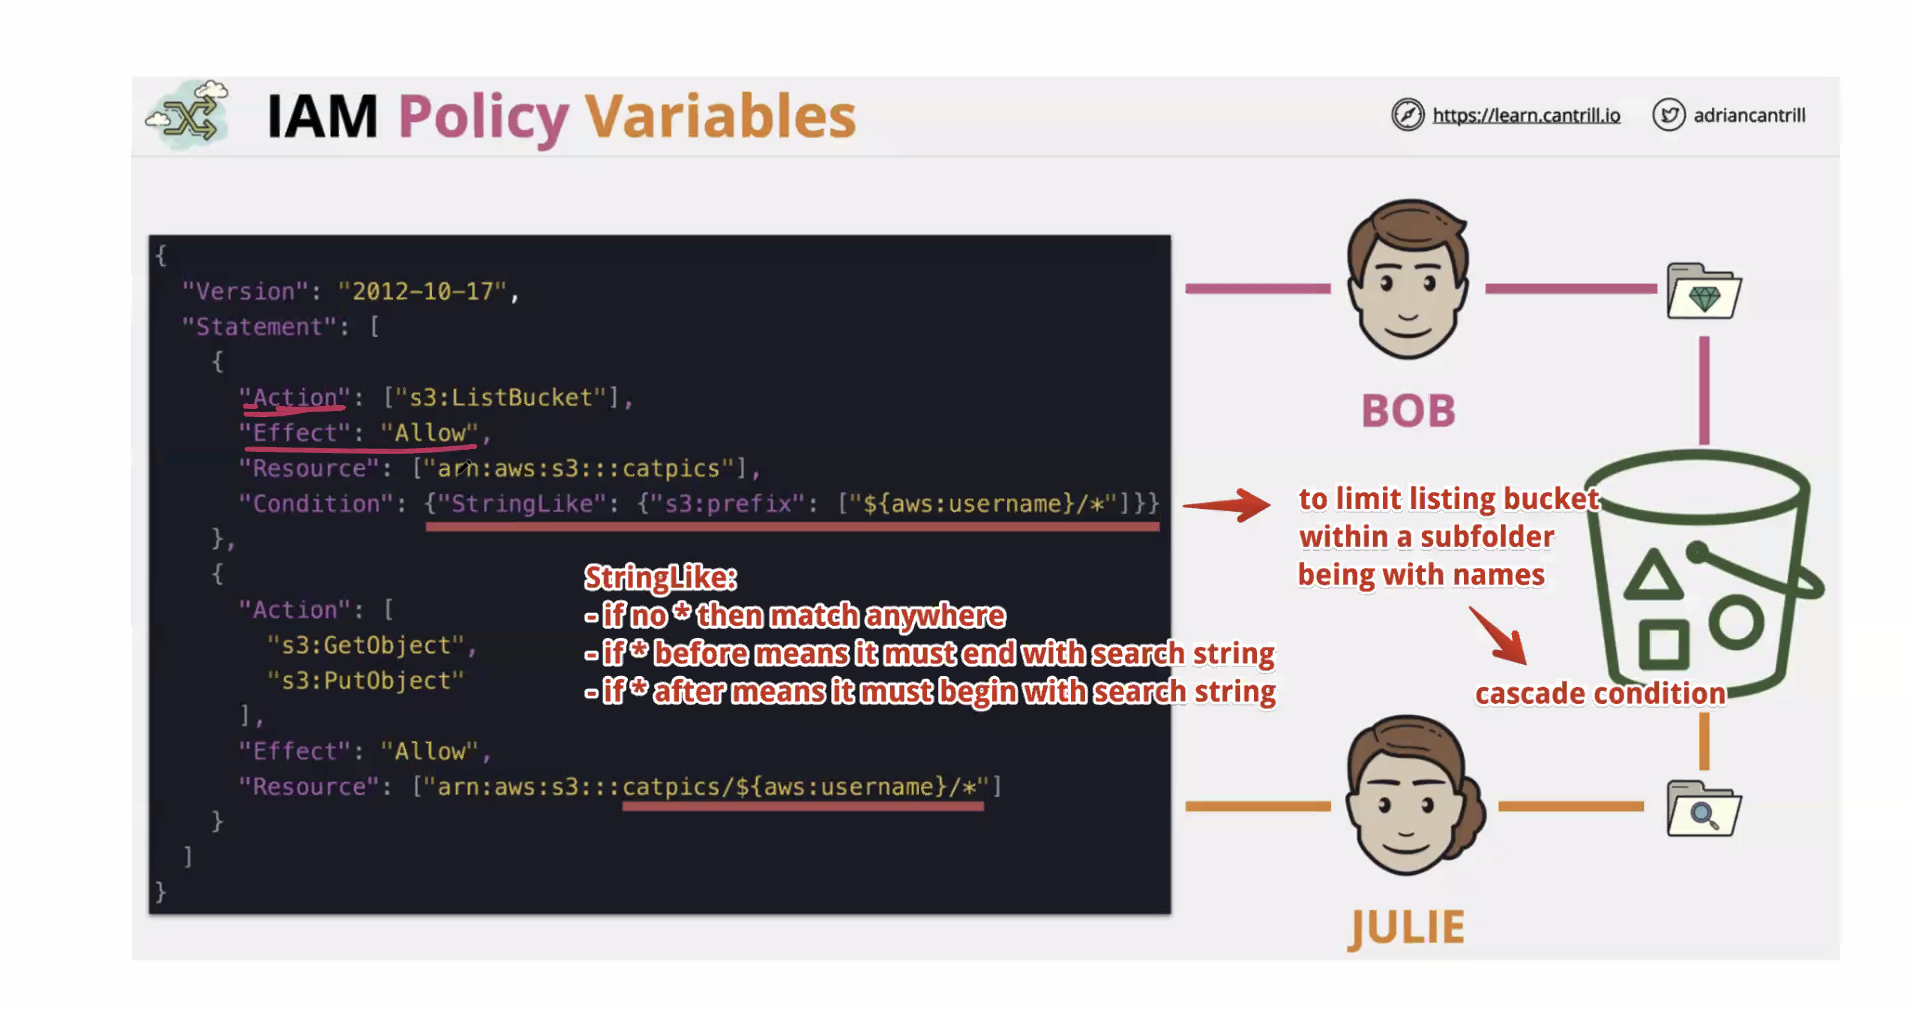 IAM Policy Variables
https://learn.cantrill.io
adriancantrill
{
"Version": "2012-10-17",
"Statement": [
{
"Action": ["s3:ListBucket"],
"Effect": "Allow",
"Resource": ["arn:aws:s3:::catpics"],
"Condition": {"StringLike": {"s3:prefix": ["${aws:username}/*"]}}
},
{
"Action": [
"s3:GetObject",
"s3:PutObject"
],
"Effect": "Allow",
"Resource": ["arn:aws:s3:::catpics/${aws:username}/*"]
}
]
}
StringLike:
- if no * then match anywhere
- if * before means it must end with search string
- if * after means it must begin with search string
BOB
to limit listing bucket
within a subfolder
being with names
cascade condition
JULIE